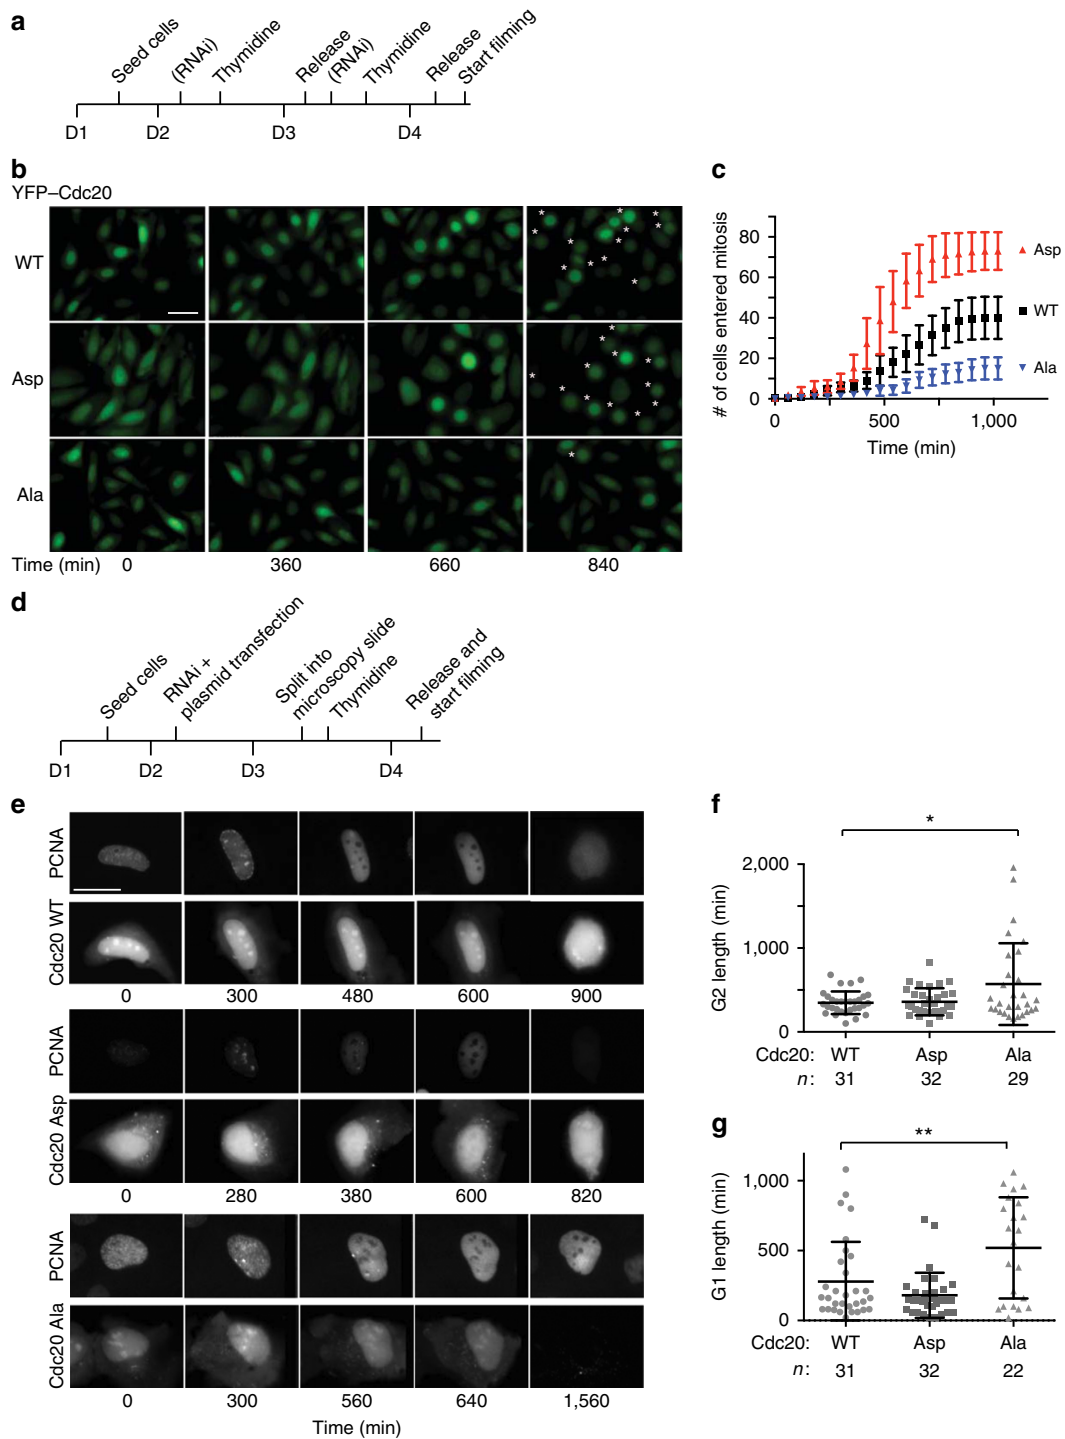 a
Seed cells
(RNAi)
Thymidine
Release
(RNAi)
Thymidine
Release
Start filming
D1 D2 D3 D4
b
YFP–Cdc20
WT
Asp
Ala
* * * * * * * * * * * *
* * * * * * * * * * *
*
Time (min) 0 360 660 840
c
# of cells entered mitosis
80
60
40
20
0
0 500 1,000
Time (min)
Asp
WT
Ala
d
Seed cells
RNAi +
plasmid transfection
Split into
microscopy slide
Thymidine
Release and
start filming
D1 D2 D3 D4
e
PCNA
Cdc20 WT
0 300 480 600 900
PCNA
Cdc20 Asp
0 280 380 600 820
PCNA
Cdc20 Ala
0 300 560 640 1,560
Time (min)
f
*
G2 length (min)
2,000
1,000
0
Cdc20: WT Asp Ala
n: 31 32 29
g
**
G1 length (min)
1,000
500
0
Cdc20: WT Asp Ala
n: 31 32 22